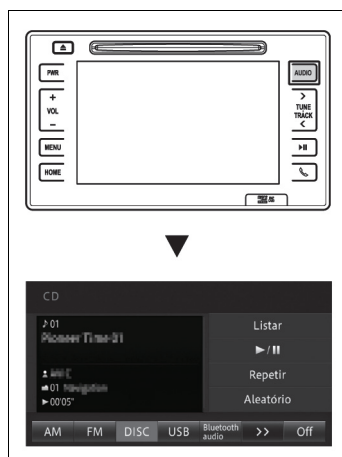 PWR
AUDIO
+
VOL
−
>
TUNE
TRACK
<
MENU
HOME
CD
♪ 01
Listar
►/II
Repetir
01
► 00'05"
Aleatório
AM FM DISC USB Bluetooth audio >> Off